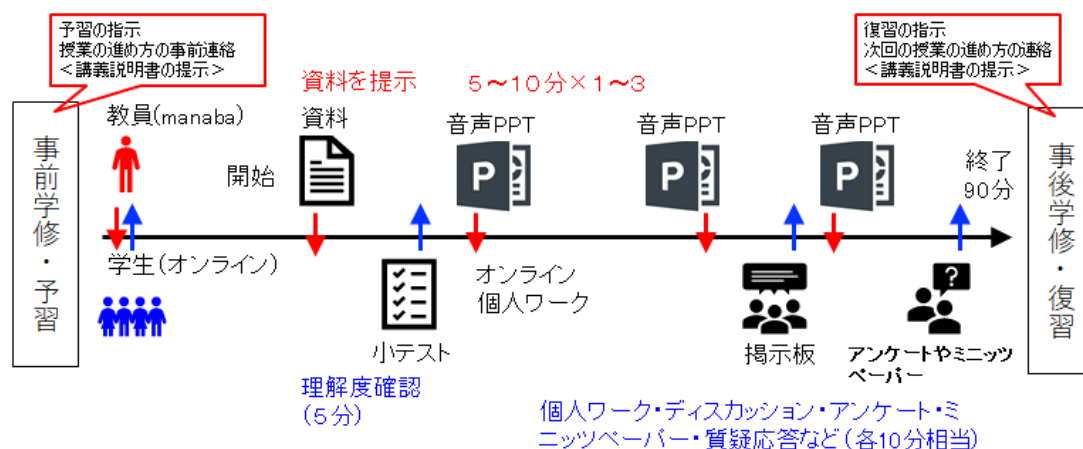 予習の指示
授業の進め方の事前連絡
<講義説明書の提示>
復習の指示
次回の授業の進め方の連絡
<講義説明書の提示>
資料を提示
5~10分×1~3
教員(manaba)
資料
音声PPT
音声PPT
音声PPT
開始
終了
90分
P
P
P
事前学修・予習
事後学修・復習
学生(オンライン)
オンライン
個人ワーク
小テスト
掲示板
アンケートやミニッツ
ペーパー
?
理解度確認
(5分)
個人ワーク・ディスカッション・アンケート・ミ
ニッツペーパー・質疑応答など(各10分相当)